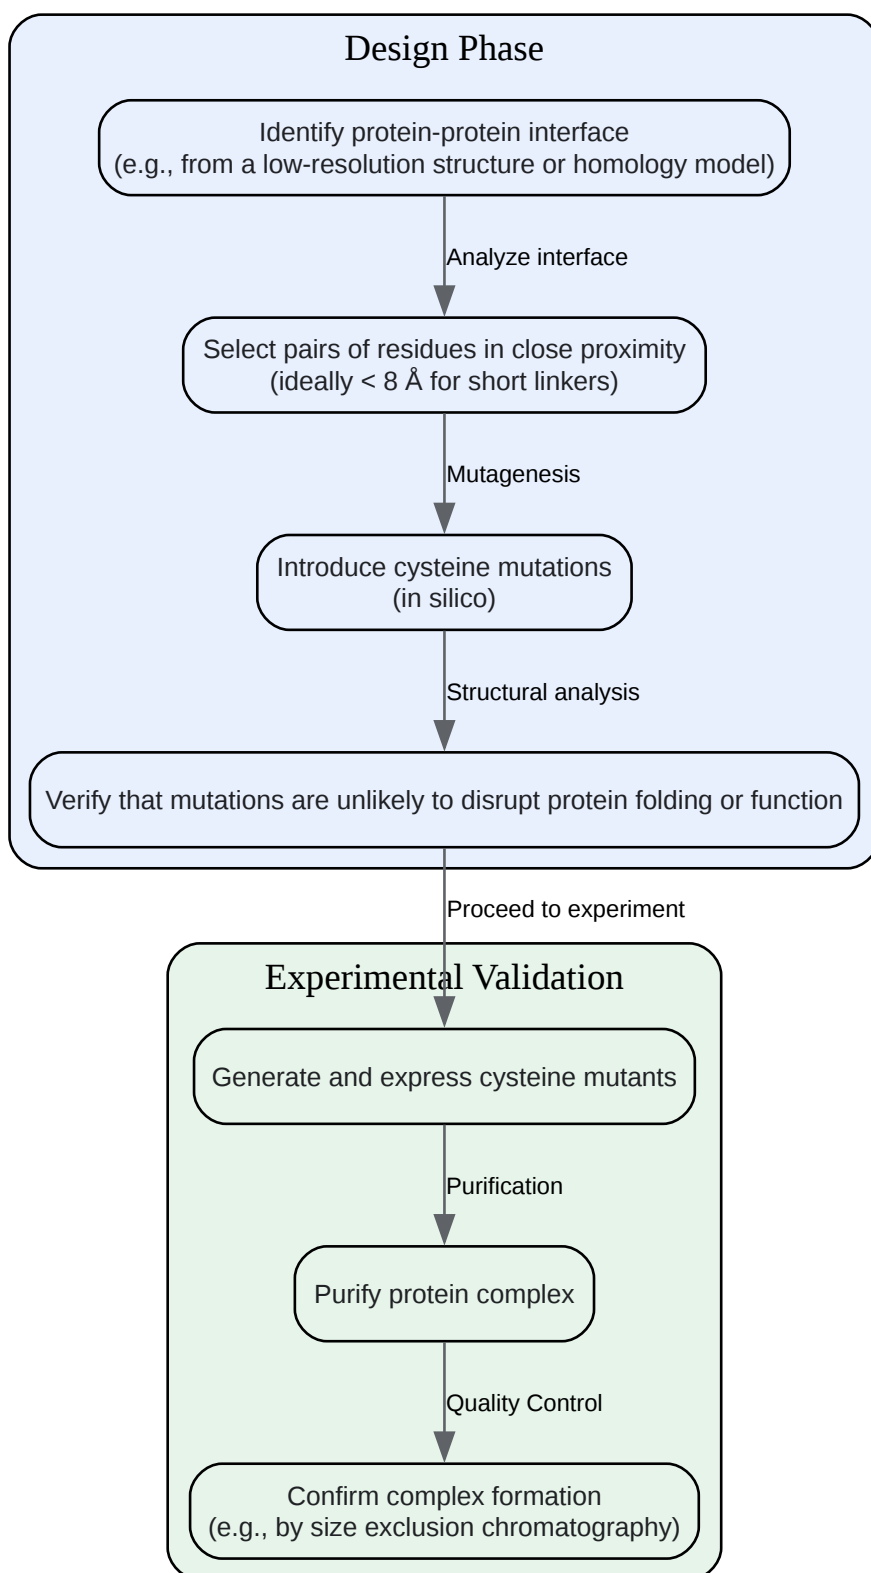 Design Phase
Identify protein-protein interface
(e.g., from a low-resolution structure or homology model)
Analyze interface
Select pairs of residues in close proximity
(ideally < 8 Å for short linkers)
Mutagenesis
Introduce cysteine mutations
(in silico)
Structural analysis
Verify that mutations are unlikely to disrupt protein folding or function
Proceed to experiment
Experimental Validation
Generate and express cysteine mutants
Purification
Purify protein complex
Quality Control
Confirm complex formation
(e.g., by size exclusion chromatography)